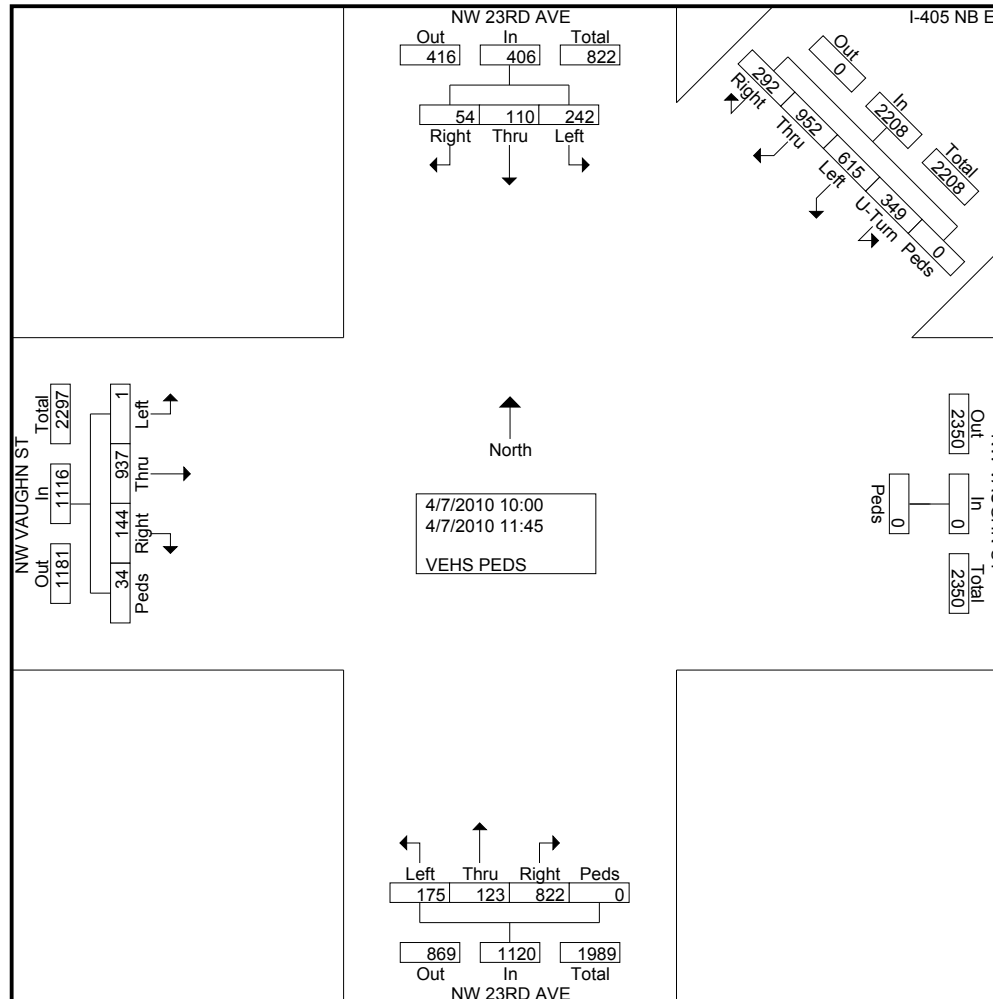 NW 23RD AVE
Out In Total
416 406 822
54 110 242
Right Thru Left
I-405 NB E
Out
0
In
2208
Total
2208
292 952 615 349 0
Right Thru Left U-Turn Peds
NW VAUGHN ST
Total In Out
2297 1116 1181
1 937 144 34
Left Thru Right Peds
North
4/7/2010 10:00
4/7/2010 11:45
VEHS PEDS
Out In Total
2350 0 2350
0
Peds
Left Thru Right Peds
175 123 822 0
869 1120 1989
Out In Total
NW 23RD AVE